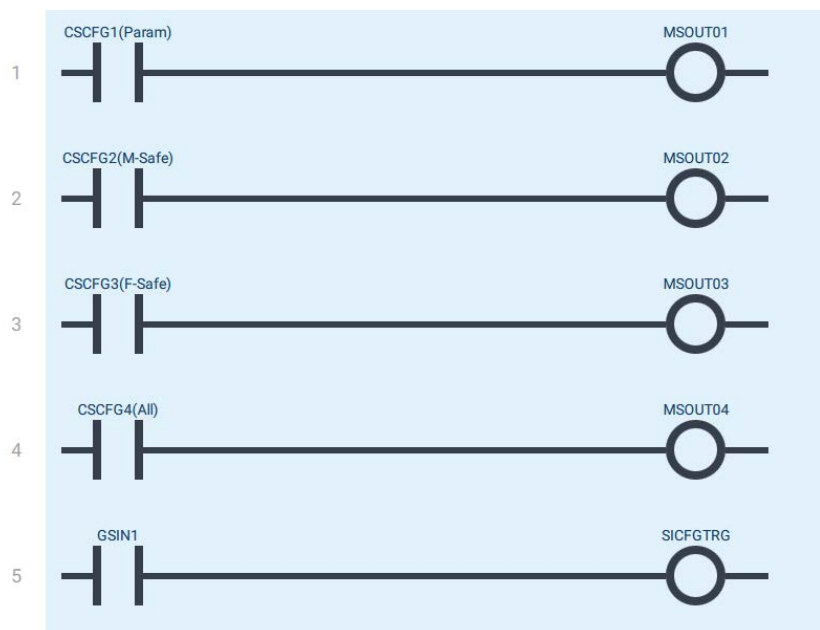 CSCFG1(Param) MSOUT01
1
CSCFG2(M-Safe) MSOUT02
2
CSCFG3(F-Safe) MSOUT03
3
CSCFG4(All) MSOUT04
4
GSIN1 SICFGTRG
5